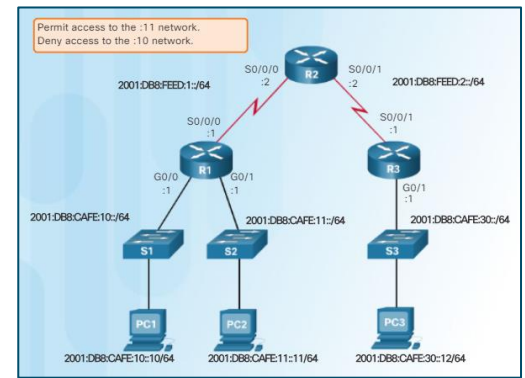 Permit access to the :11 network.
Deny access to the :10 network.
S0/0/0
:2
R2
S0/0/1
:2
2001:DB8:FEED:1::/64
2001:DB8:FEED:2::/64
S0/0/0
:1
S0/0/1
:1
R1
R3
G0/0
:1
G0/1
:1
G0/1
:1
2001:DB8:CAFE:10::/64
2001:DB8:CAFE:11::/64
2001:DB8:CAFE:30::/64
S1
S2
S3
PC1
PC2
PC3
2001:DB8:CAFE:10::10/64
2001:DB8:CAFE:11::11/64
2001:DB8:CAFE:30::12/64